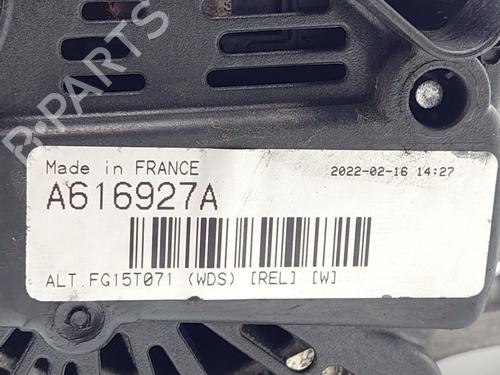 Made in FRANCE 2022-02-16 14:27
A616927A
ALT.FG15T071 (WDS) [REL] [W]
R-PARTS